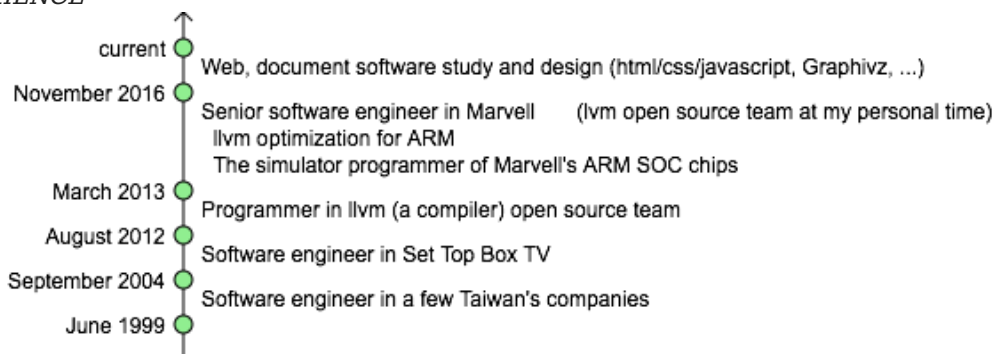 current
Web, document software study and design (html/css/javascript, Graphivz, ...)
November 2016
Senior software engineer in Marvell (lvm open source team at my personal time)
llvm optimization for ARM
The simulator programmer of Marvell's ARM SOC chips
March 2013
Programmer in llvm (a compiler) open source team
August 2012
Software engineer in Set Top Box TV
September 2004
Software engineer in a few Taiwan's companies
June 1999